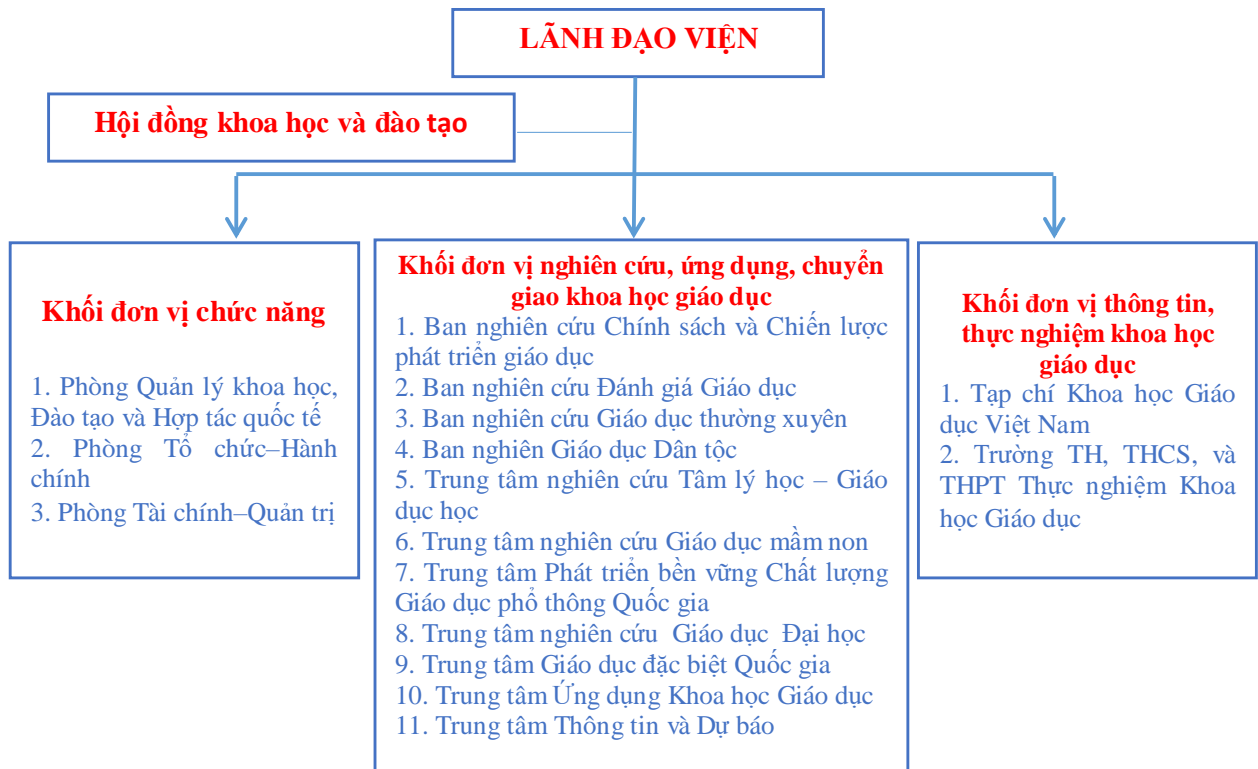 LÃNH ĐẠO VIỆN
Hội đồng khoa học và đào tạo
Khối đơn vị chức năng
1. Phòng Quản lý khoa học,
Đào tạo và Hợp tác quốc tế
2. Phòng Tổ chức–Hành
chính
3. Phòng Tài chính–Quản trị
Khối đơn vị nghiên cứu, ứng dụng, chuyển
giao khoa học giáo dục
1. Ban nghiên cứu Chính sách và Chiến lược
phát triển giáo dục
2. Ban nghiên cứu Đánh giá Giáo dục
3. Ban nghiên cứu Giáo dục thường xuyên
4. Ban nghiên Giáo dục Dân tộc
5. Trung tâm nghiên cứu Tâm lý học – Giáo
dục học
6. Trung tâm nghiên cứu Giáo dục mầm non
7. Trung tâm Phát triển bền vững Chất lượng
Giáo dục phổ thông Quốc gia
8. Trung tâm nghiên cứu Giáo dục Đại học
9. Trung tâm Giáo dục đặc biệt Quốc gia
10. Trung tâm Ứng dụng Khoa học Giáo dục
11. Trung tâm Thông tin và Dự báo
Khối đơn vị thông tin,
thực nghiệm khoa học
giáo dục
1. Tạp chí Khoa học Giáo
dục Việt Nam
2. Trường TH, THCS, và
THPT Thực nghiệm Khoa
học Giáo dục